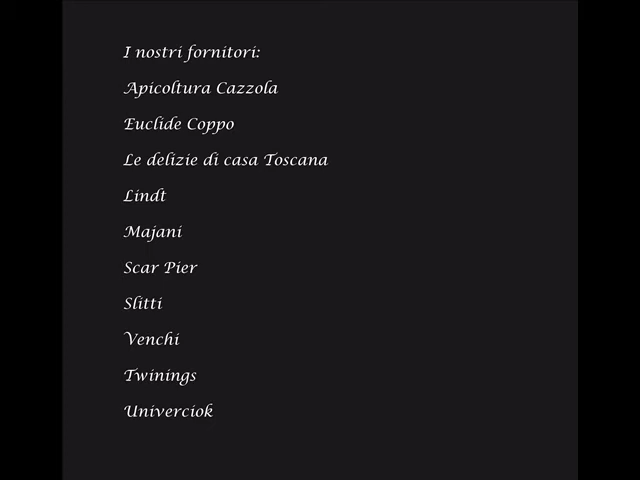 I nostri fornitori:
Apicoltura Cazzola
Euclide Coppo
Le delizie di casa Toscana
Lindt
Majani
Scar Pier
Slitti
Venchi
Twinings
Univerciok